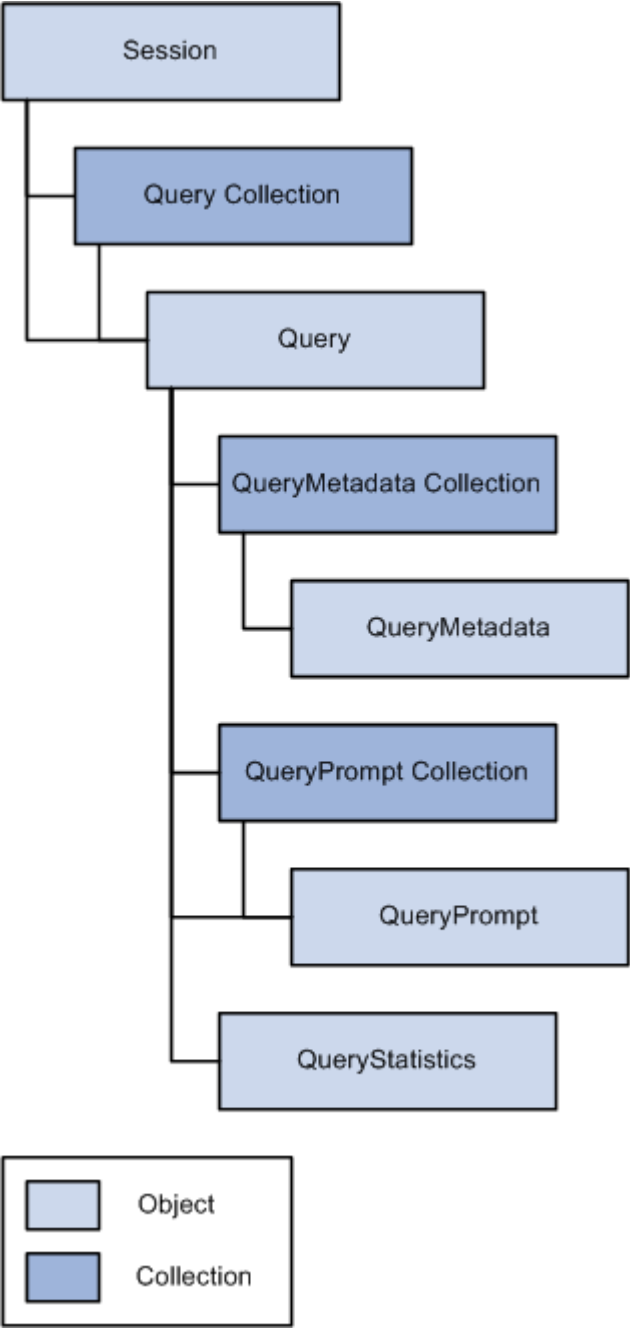 Session
Query Collection
Query
QueryMetadata Collection
QueryMetadata
QueryPrompt Collection
QueryPrompt
QueryStatistics
Object
Collection